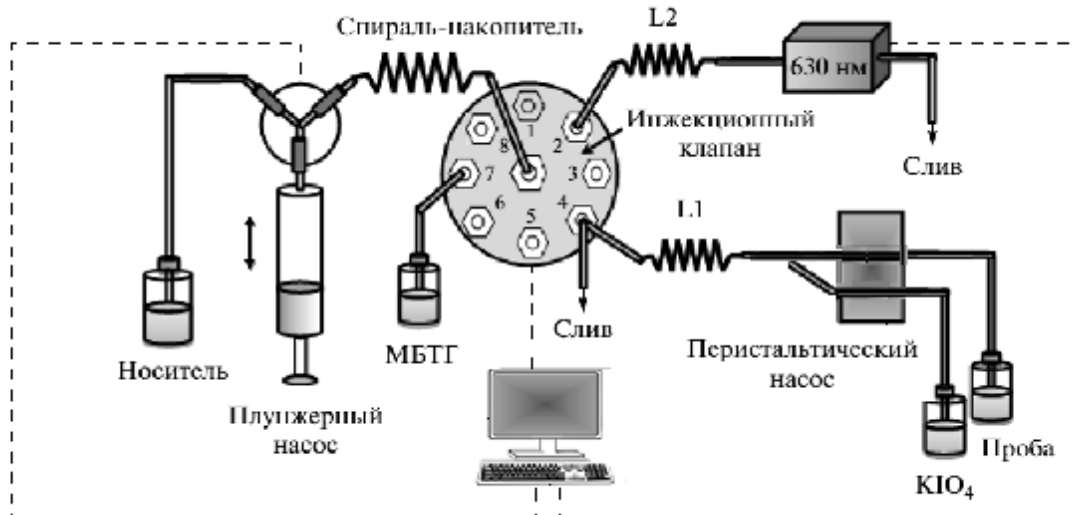 Спираль-накопитель
L2
630 нм
Инжекционный
клапан
Слив
1
2
3
4
5
6
7
8
L1
Носитель
Плунжерный
насос
МБТГ
Слив
Перистальтический
насос
Проба
KIO₄